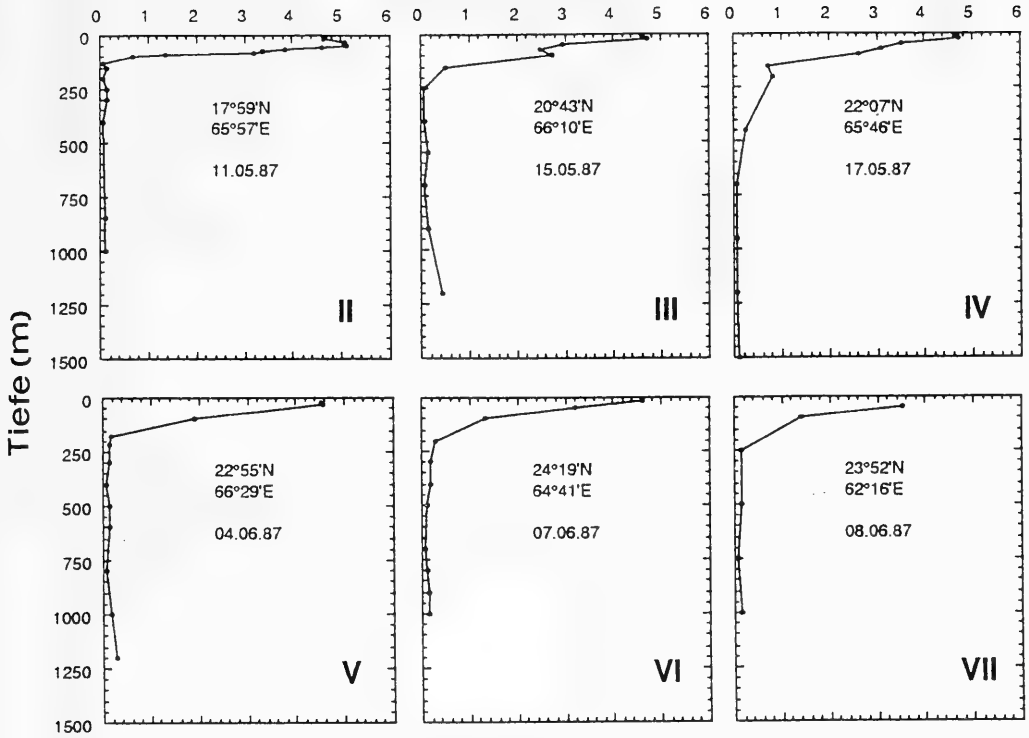 0 1 2 3 4 5 6
0 1 2 3 4 5 6
0 1 2 3 4 5 6
Tiefe (m)
0
250
500
750
1000
1250
1500
17°59'N
65°57'E
11.05.87
II
20°43'N
66°10'E
15.05.87
III
22°07'N
65°46'E
17.05.87
IV
0
250
500
750
1000
1250
1500
22°55'N
66°29'E
04.06.87
V
24°19'N
64°41'E
07.06.87
VI
23°52'N
62°16'E
08.06.87
VII